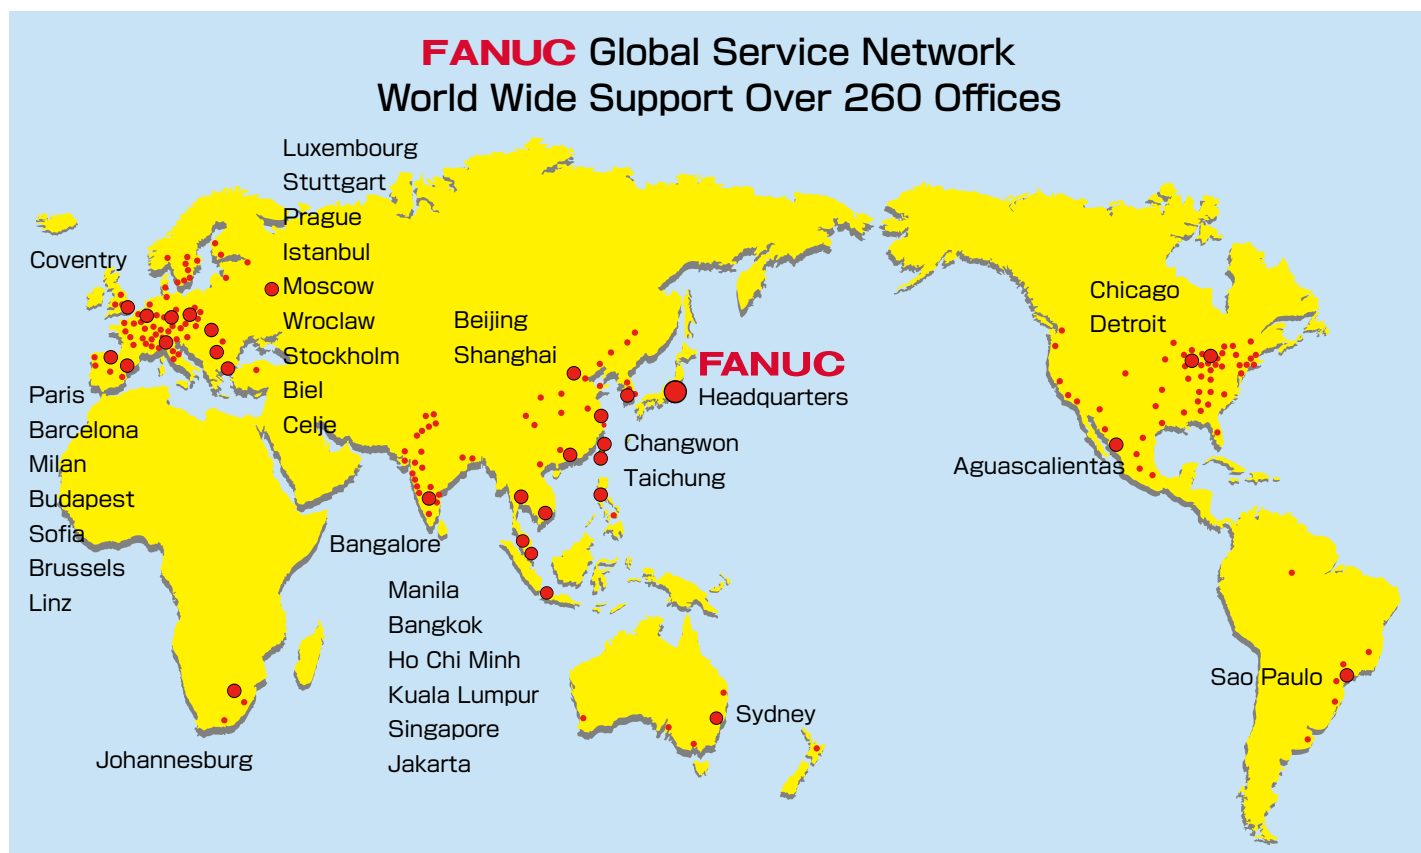 FANUC Global Service Network
World Wide Support Over 260 Offices
Luxembourg
Stuttgart
Prague
Istanbul
Moscow
Wroclaw
Stockholm
Biel
Celje
Coventry
Paris
Barcelona
Milan
Budapest
Sofia
Brussels
Linz
Beijing
Shanghai
FANUC
Headquarters
Changwon
Taichung
Bangalore
Manila
Bangkok
Ho Chi Minh
Kuala Lumpur
Singapore
Jakarta
Johannesburg
Sydney
Chicago
Detroit
Aguascalientas
Sao Paulo